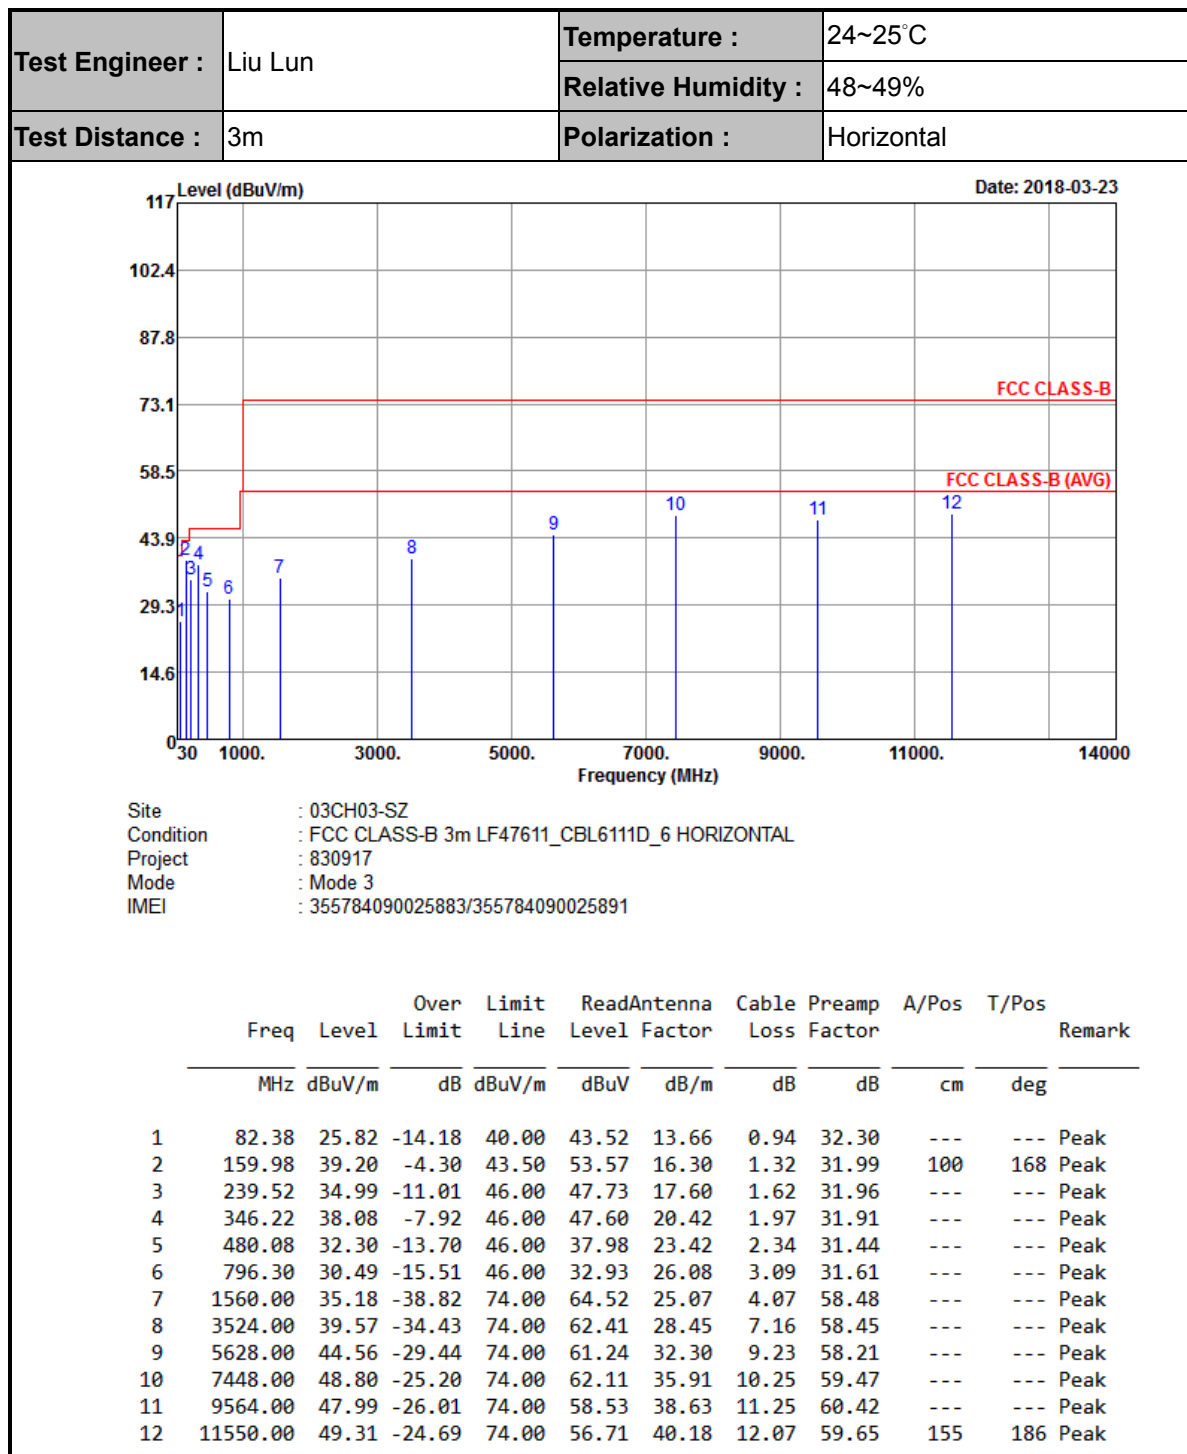 Test Engineer : Liu Lun Temperature : 24~25°C
Relative Humidity : 48~49%
Test Distance : 3m Polarization : Horizontal
Level (dBuV/m) Date: 2018-03-23
117
102.4
87.8
73.1
58.5
43.9
29.3
14.6
0
FCC CLASS-B
FCC CLASS-B (AVG)
1 2 3 4 5 6 7 8 9 10 11 12
30 1000. 3000. 5000. 7000. 9000. 11000. 14000
Frequency (MHz)
Site : 03CH03-SZ
Condition : FCC CLASS-B 3m LF47611_CBL6111D_6 HORIZONTAL
Project : 830917
Mode : Mode 3
IMEI : 355784090025883/355784090025891
Over Limit ReadAntenna Cable Preamp A/Pos T/Pos
Freq Level Limit Line Level Factor Loss Factor Remark
MHz dBuV/m dB dBuV/m dBuV dB/m dB dB cm deg
1 82.38 25.82 -14.18 40.00 43.52 13.66 0.94 32.30 --- --- Peak
2 159.98 39.20 -4.30 43.50 53.57 16.30 1.32 31.99 100 168 Peak
3 239.52 34.99 -11.01 46.00 47.73 17.60 1.62 31.96 --- --- Peak
4 346.22 38.08 -7.92 46.00 47.60 20.42 1.97 31.91 --- --- Peak
5 480.08 32.30 -13.70 46.00 37.98 23.42 2.34 31.44 --- --- Peak
6 796.30 30.49 -15.51 46.00 32.93 26.08 3.09 31.61 --- --- Peak
7 1560.00 35.18 -38.82 74.00 64.52 25.07 4.07 58.48 --- --- Peak
8 3524.00 39.57 -34.43 74.00 62.41 28.45 7.16 58.45 --- --- Peak
9 5628.00 44.56 -29.44 74.00 61.24 32.30 9.23 58.21 --- --- Peak
10 7448.00 48.80 -25.20 74.00 62.11 35.91 10.25 59.47 --- --- Peak
11 9564.00 47.99 -26.01 74.00 58.53 38.63 11.25 60.42 --- --- Peak
12 11550.00 49.31 -24.69 74.00 56.71 40.18 12.07 59.65 155 186 Peak